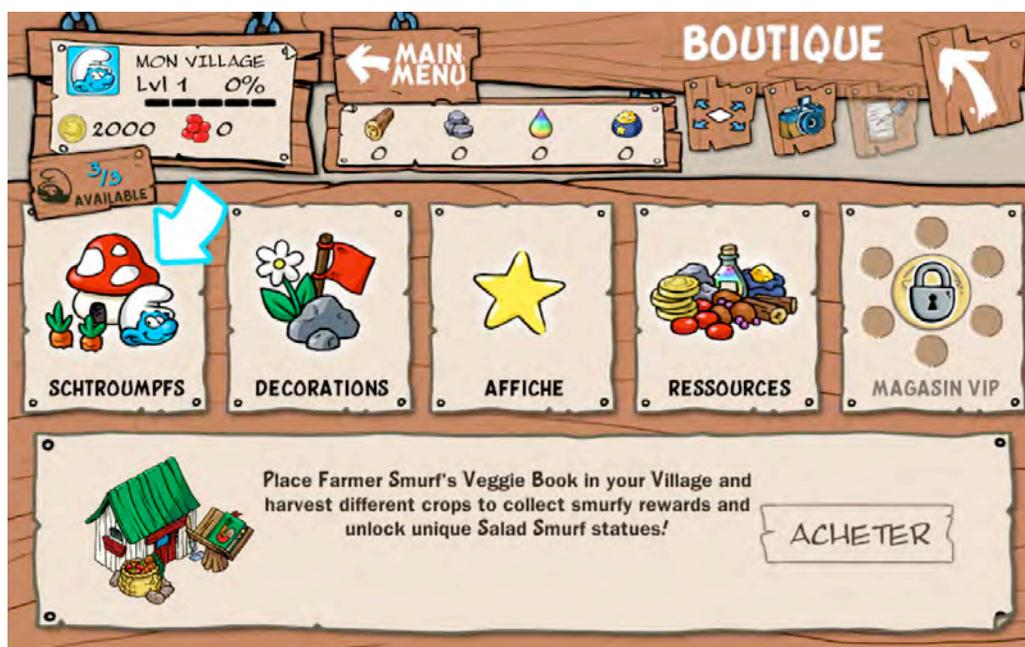 MON VILLAGE
Lvl 1 0%
2000 0
MAIN
MENU
0 0 0 0
BOUTIQUE
3/3
AVAILABLE
SCHTROUMPFS
DECORATIONS
AFFICHE
RESSOURCES
MAGASIN VIP
Place Farmer Smurf's Veggie Book in your Village and
harvest different crops to collect smurfy rewards and
unlock unique Salad Smurf statues!
ACHETER